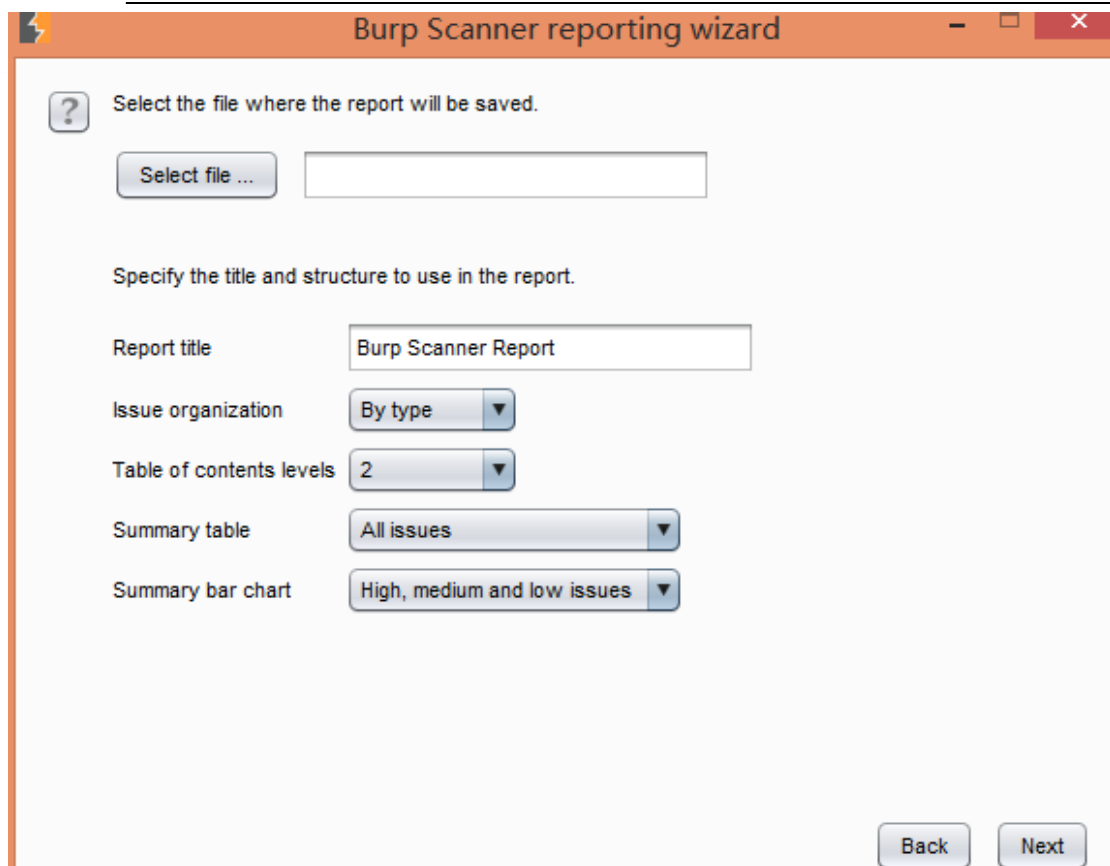 Burp Scanner reporting wizard
Select the file where the report will be saved.
Select file ...
Specify the title and structure to use in the report.
Report title Burp Scanner Report
Issue organization By type
Table of contents levels 2
Summary table All issues
Summary bar chart High, medium and low issues
Back Next